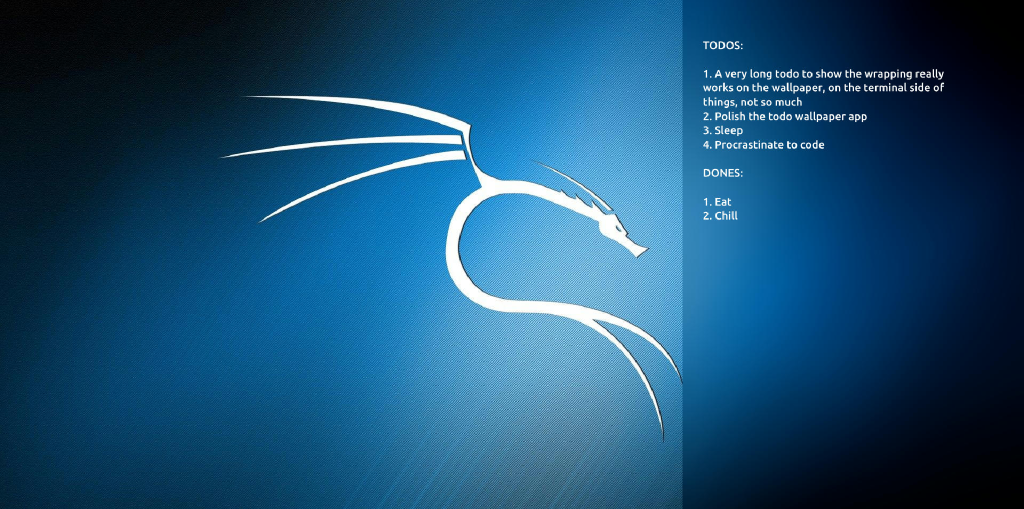 TODOS:
1. A very long todo to show the wrapping really
works on the wallpaper, on the terminal side of
things, not so much
2. Polish the todo wallpaper app
3. Sleep
4. Procrastinate to code
DONES:
1. Eat
2. Chill